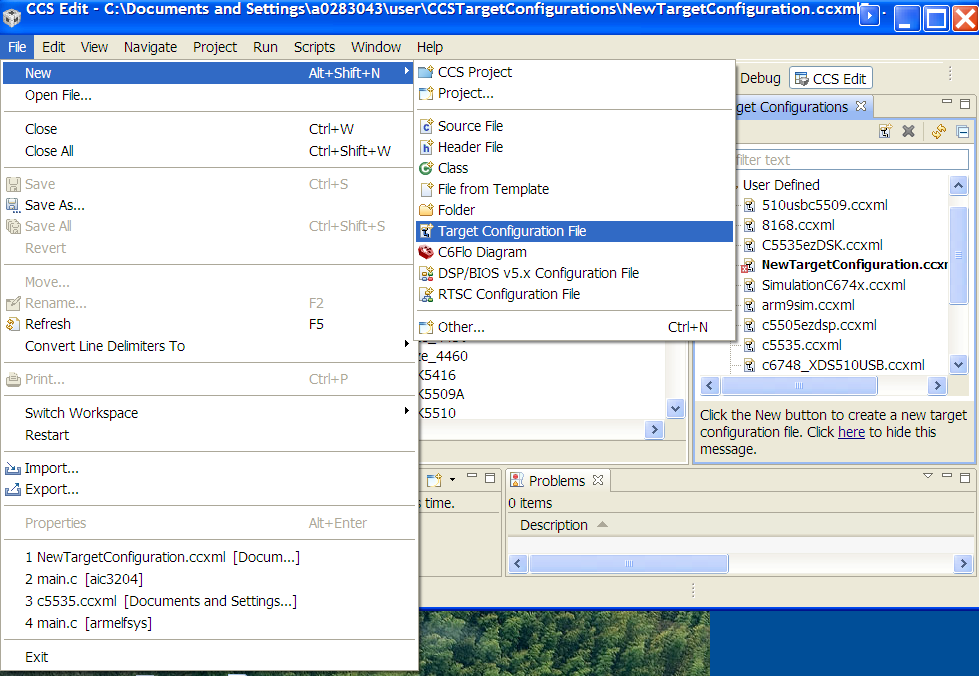 CCS Edit - C:\Documents and Settings\a0283043\user\CCSTargetConfigurations\NewTargetConfiguration.ccxml
File Edit View Navigate Project Run Scripts Window Help
New Alt+Shift+N
Open File...
Close Ctrl+W
Close All Ctrl+Shift+W
Save Ctrl+S
Save As...
Save All Ctrl+Shift+S
Revert
Move...
Rename... F2
Refresh F5
Convert Line Delimiters To
Print... Ctrl+P
Switch Workspace
Restart
Import...
Export...
Properties Alt+Enter
1 NewTargetConfiguration.ccxml [Docum...]
2 main.c [aic3204]
3 c5535.ccxml [Documents and Settings...]
4 main.c [armelfsys]
Exit
CCS Project
Project...
Source File
Header File
Class
File from Template
Folder
Target Configuration File
C6Flo Diagram
DSP/BIOS v5.x Configuration File
RTSC Configuration File
Other... Ctrl+N
ze_4460
K5416
K5509A
K5510
Debug CCS Edit
get Configurations
filter text
User Defined
510usbc5509.ccxml
8168.ccxml
C5535ezDSK.ccxml
NewTargetConfiguration.ccxr
SimulationC674x.ccxml
arm9sim.ccxml
c5505ezdsp.ccxml
c5535.ccxml
c6748_XDS510USB.ccxml
Click the New button to create a new target
configuration file. Click here to hide this
message.
s time.
Problems
0 items
Description